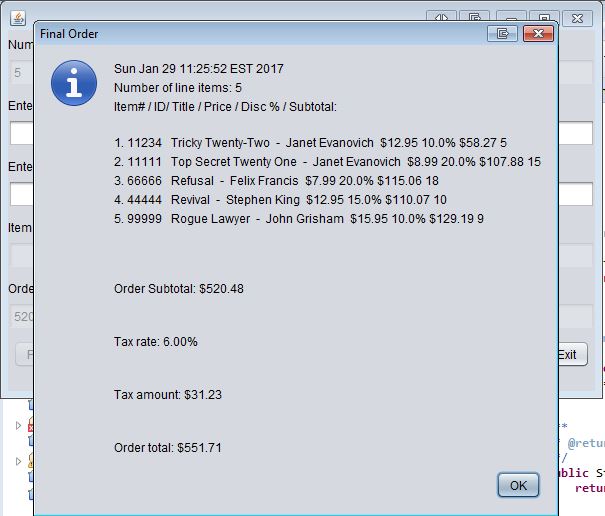 Final Order
Num
5
Ente
Ente
Item
Orde
520
Sun Jan 29 11:25:52 EST 2017
Number of line items: 5
Item# / ID/ Title / Price / Disc % / Subtotal:
1. 11234 Tricky Twenty-Two - Janet Evanovich $12.95 10.0% $58.27 5
2. 11111 Top Secret Twenty One - Janet Evanovich $8.99 20.0% $107.88 15
3. 66666 Refusal - Felix Francis $7.99 20.0% $115.06 18
4. 44444 Revival - Stephen King $12.95 15.0% $110.07 10
5. 99999 Rogue Lawyer - John Grisham $15.95 10.0% $129.19 9
Order Subtotal: $520.48
Tax rate: 6.00%
Tax amount: $31.23
Order total: $551.71
OK
Exit
**
* @retur
*/
public St
retur